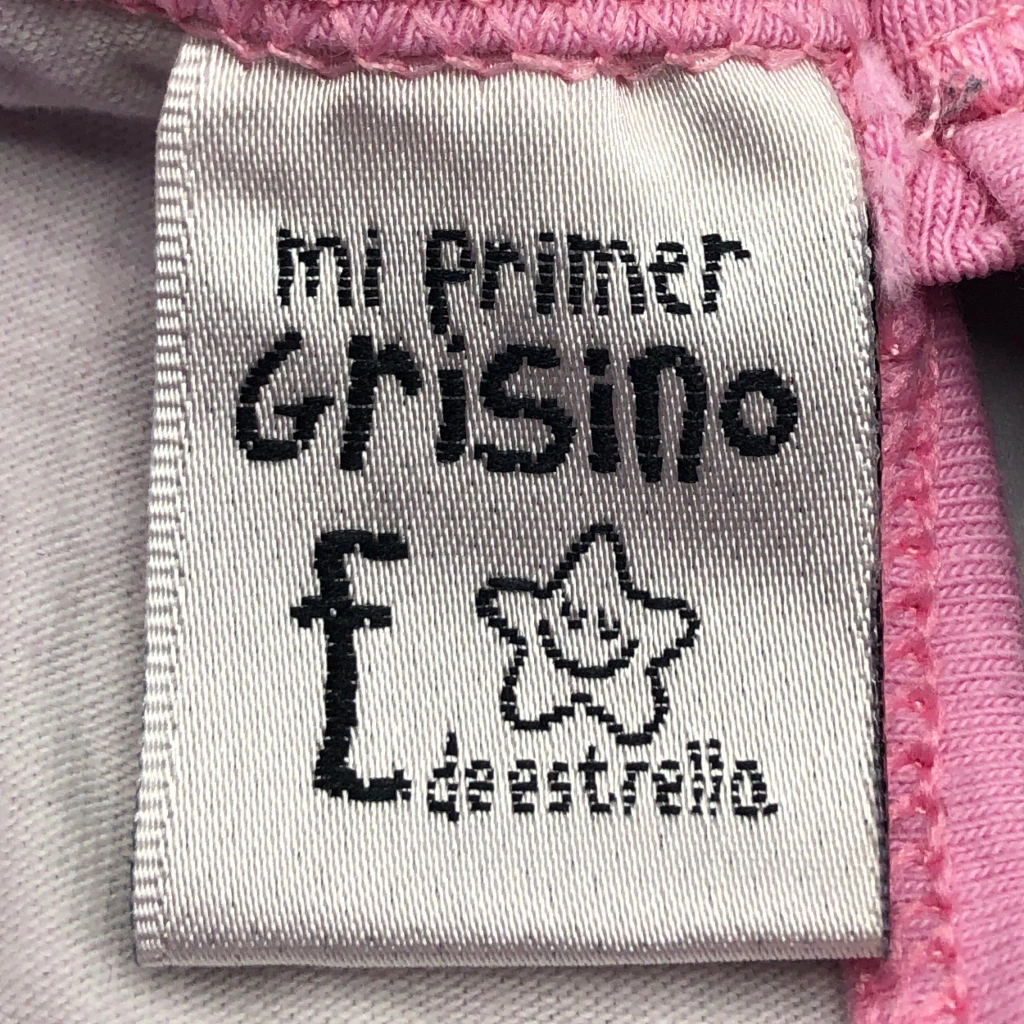 mi primer
Grisino
E
de estrella